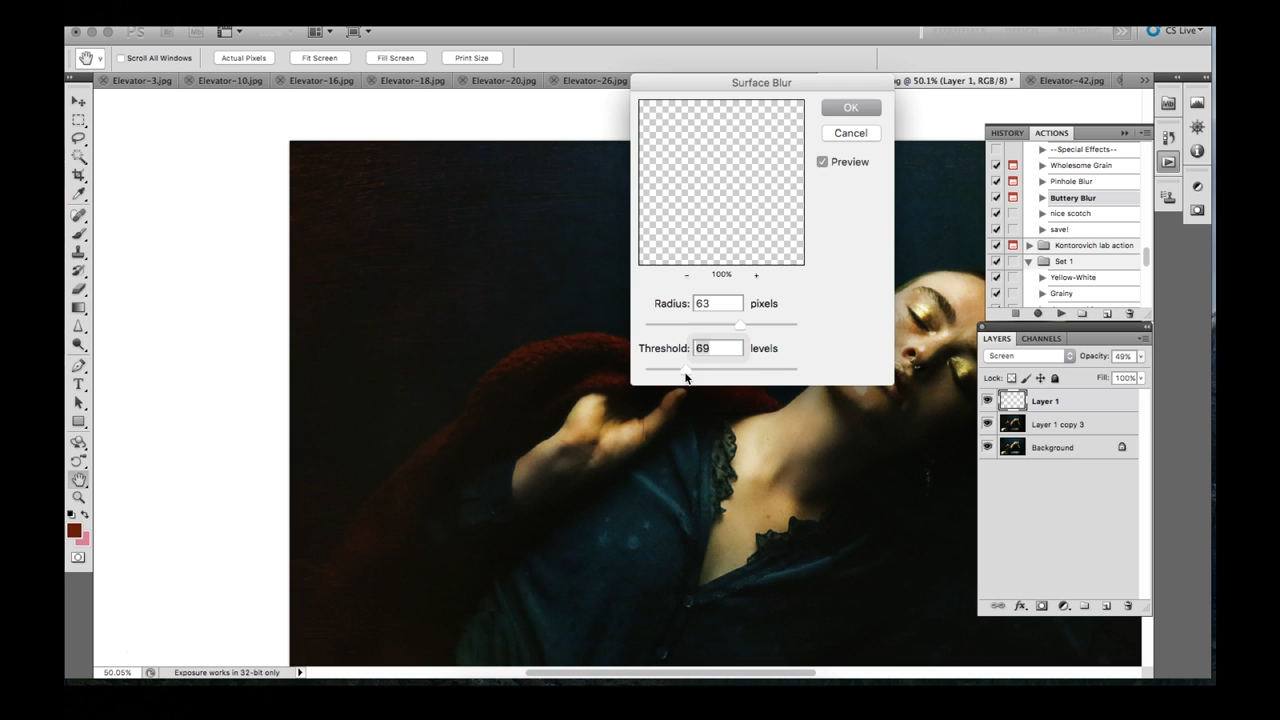 PS Br Mb CS Live
Scroll All Windows Actual Pixels Fit Screen Fill Screen Print Size
Elevator-3.jpg Elevator-10.jpg Elevator-16.jpg Elevator-18.jpg Elevator-20.jpg Elevator-26.jpg .jpg @ 50.1% (Layer 1, RGB/8) * Elevator-42.jpg
Surface Blur
OK
Cancel
Preview
100%
Radius: 63 pixels
Threshold: 69 levels
Mb
HISTORY ACTIONS
--Special Effects--
Wholesome Grain
Pinhole Blur
Buttery Blur
nice scotch
save!
Kontorovich lab action
Set 1
Yellow-White
Grainy
LAYERS CHANNELS
Screen Opacity: 49%
Lock: Fill: 100%
Layer 1
Layer 1 copy 3
Background
50.05% Exposure works in 32-bit only